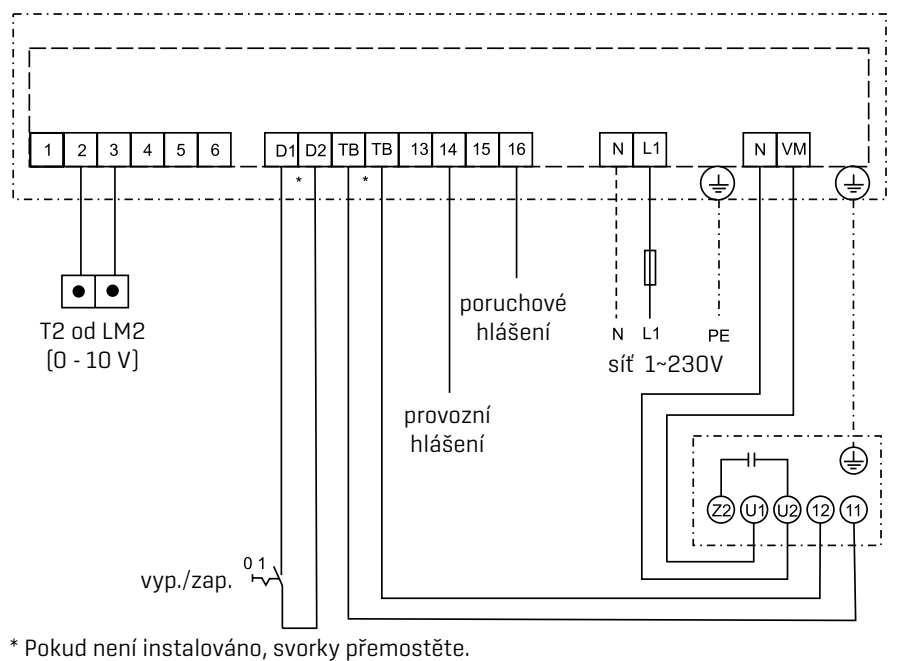 1 2 3 4 5 6 D1 D2 TB TB 13 14 15 16 N L1 N VM
* *
poruchové
hlášení
T2 od LM2
(0 - 10 V)
N L1 PE
síť 1~230V
provozní
hlášení
Z2 U1 U2 12 11
0 1
vyp./zap.
* Pokud není instalováno, svorky přemostěte.